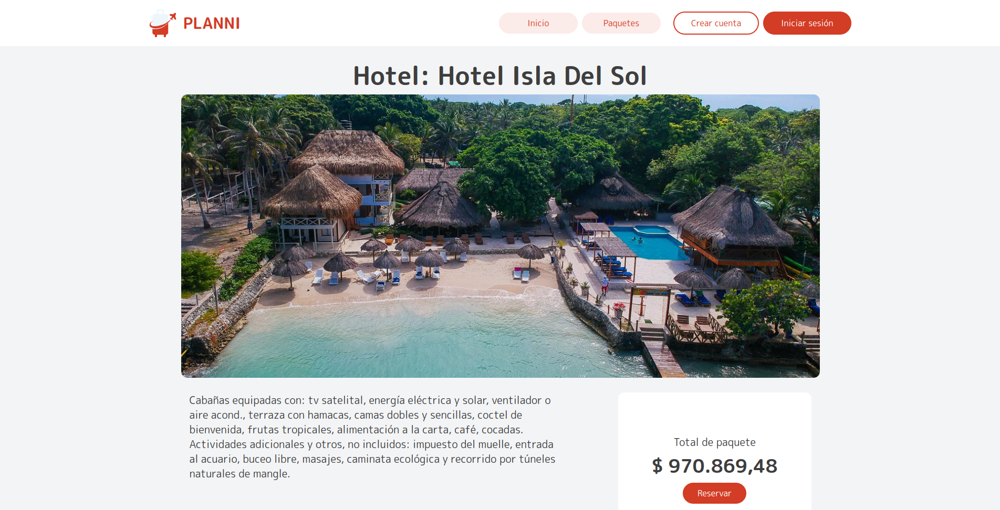 PLANNI
Inicio
Paquetes
Crear cuenta
Iniciar sesión
Hotel: Hotel Isla Del Sol
Cabañas equipadas con: tv satelital, energía eléctrica y solar, ventilador o
aire acond., terraza con hamacas, camas dobles y sencillas, coctel de
bienvenida, frutas tropicales, alimentación a la carta, café, cocadas.
Actividades adicionales y otros, no incluidos: impuesto del muelle, entrada
al acuario, buceo libre, masajes, caminata ecológica y recorrido por túneles
naturales de mangle.
Total de paquete
$ 970.869,48
Reservar